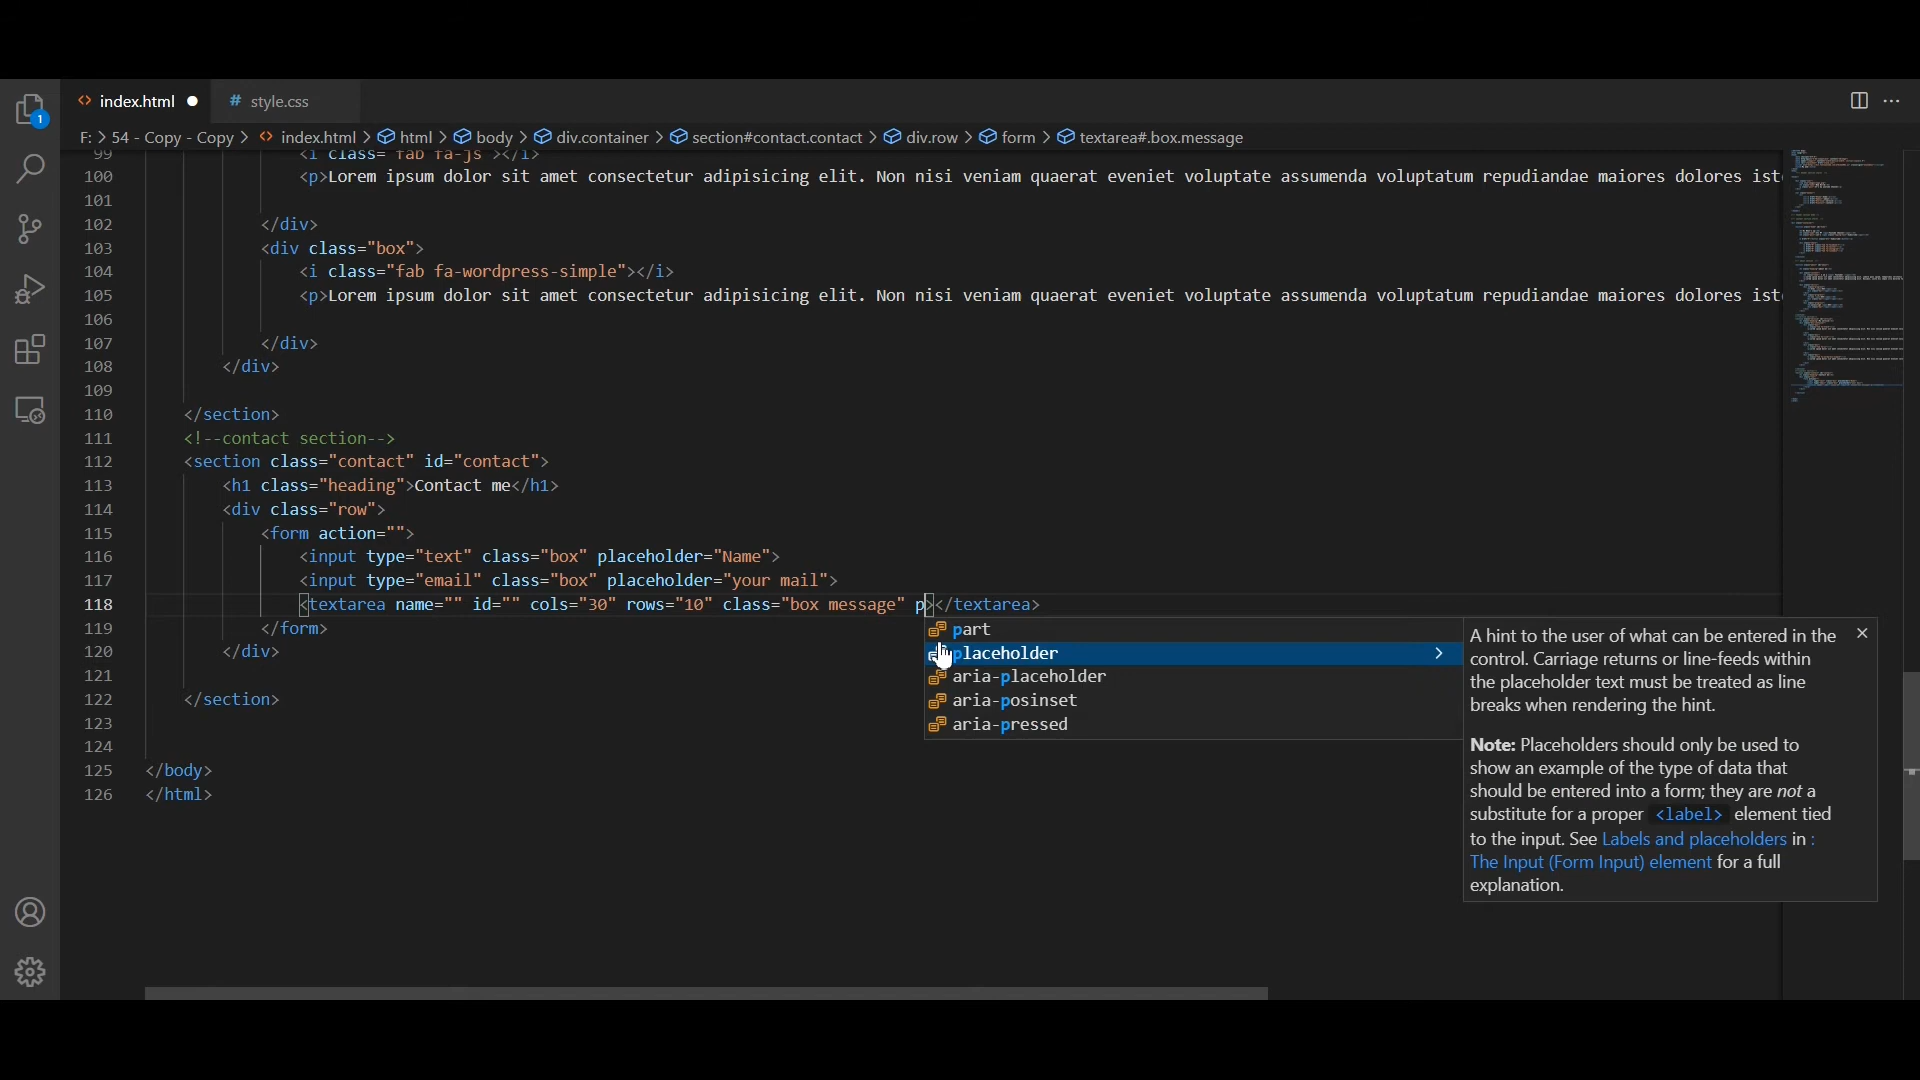 index.html
# style.css
F: > 54 - Copy - Copy > index.html > html > body > div.container > section#contact.contact > div.row > form > textarea#.box.message
1
99 <i class="fab fa-js"></i>
100 <p>Lorem ipsum dolor sit amet consectetur adipisicing elit. Non nisi veniam quaerat eveniet voluptate assumenda voluptatum repudiandae maiores dolores ist
101
102 </div>
103 <div class="box">
104 <i class="fab fa-wordpress-simple"></i>
105 <p>Lorem ipsum dolor sit amet consectetur adipisicing elit. Non nisi veniam quaerat eveniet voluptate assumenda voluptatum repudiandae maiores dolores ist
106
107 </div>
108 </div>
109
110 </section>
111 <!--contact section-->
112 <section class="contact" id="contact">
113 <h1 class="heading">Contact me</h1>
114 <div class="row">
115 <form action="">
116 <input type="text" class="box" placeholder="Name">
117 <input type="email" class="box" placeholder="your mail">
118 <textarea name="" id="" cols="30" rows="10" class="box message" p></textarea>
119 </form>
120 </div>
121
122 </section>
123
124
125 </body>
126 </html>
part
placeholder >
aria-placeholder
aria-posinset
aria-pressed
A hint to the user of what can be entered in the
control. Carriage returns or line-feeds within
the placeholder text must be treated as line
breaks when rendering the hint.
Note: Placeholders should only be used to
show an example of the type of data that
should be entered into a form; they are not a
substitute for a proper <label> element tied
to the input. See Labels and placeholders in :
The Input (Form Input) element for a full
explanation.